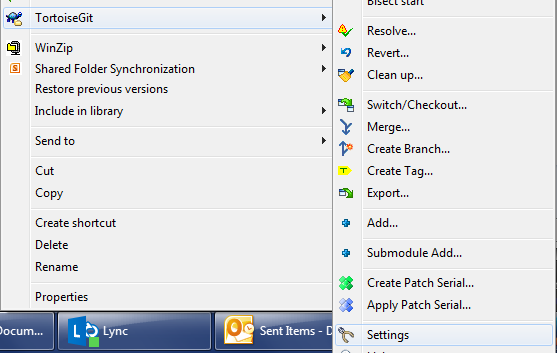 Bisect start
TortoiseGit
Resolve...
Revert...
Clean up...
WinZip
Shared Folder Synchronization
Restore previous versions
Include in library
Send to
Cut
Copy
Create shortcut
Delete
Rename
Properties
Switch/Checkout...
Merge...
Create Branch...
Create Tag...
Export...
Add...
Submodule Add...
Create Patch Serial...
Apply Patch Serial...
Settings
Docum...
Lync
Sent Items - D